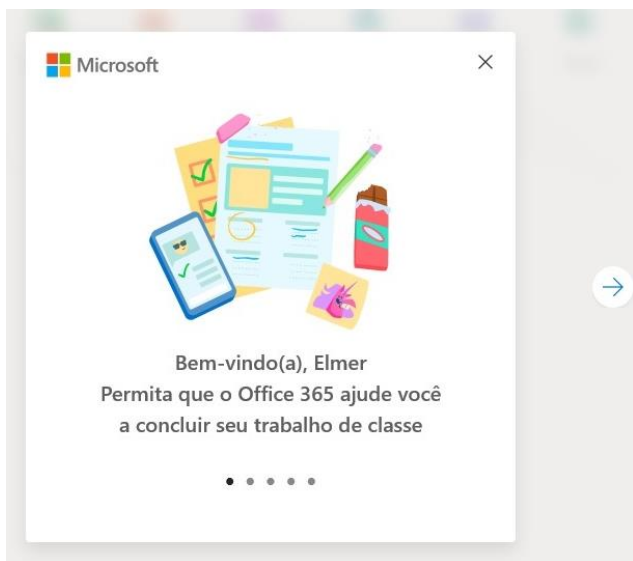 Microsoft
Bem-vindo(a), Elmer
Permita que o Office 365 ajude você
a concluir seu trabalho de classe